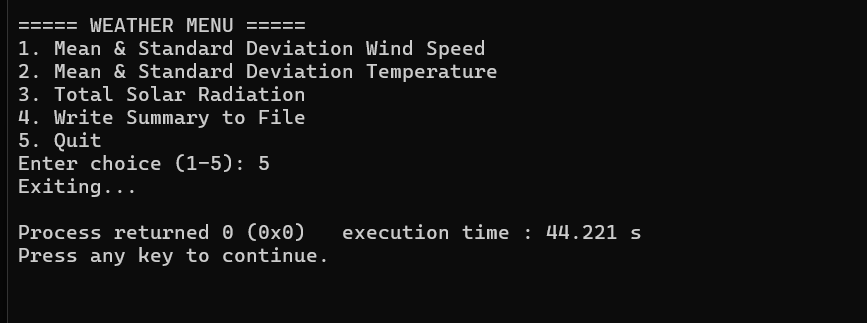 ===== WEATHER MENU =====
1. Mean & Standard Deviation Wind Speed
2. Mean & Standard Deviation Temperature
3. Total Solar Radiation
4. Write Summary to File
5. Quit
Enter choice (1-5): 5
Exiting...
Process returned 0 (0x0)   execution time : 44.221 s
Press any key to continue.